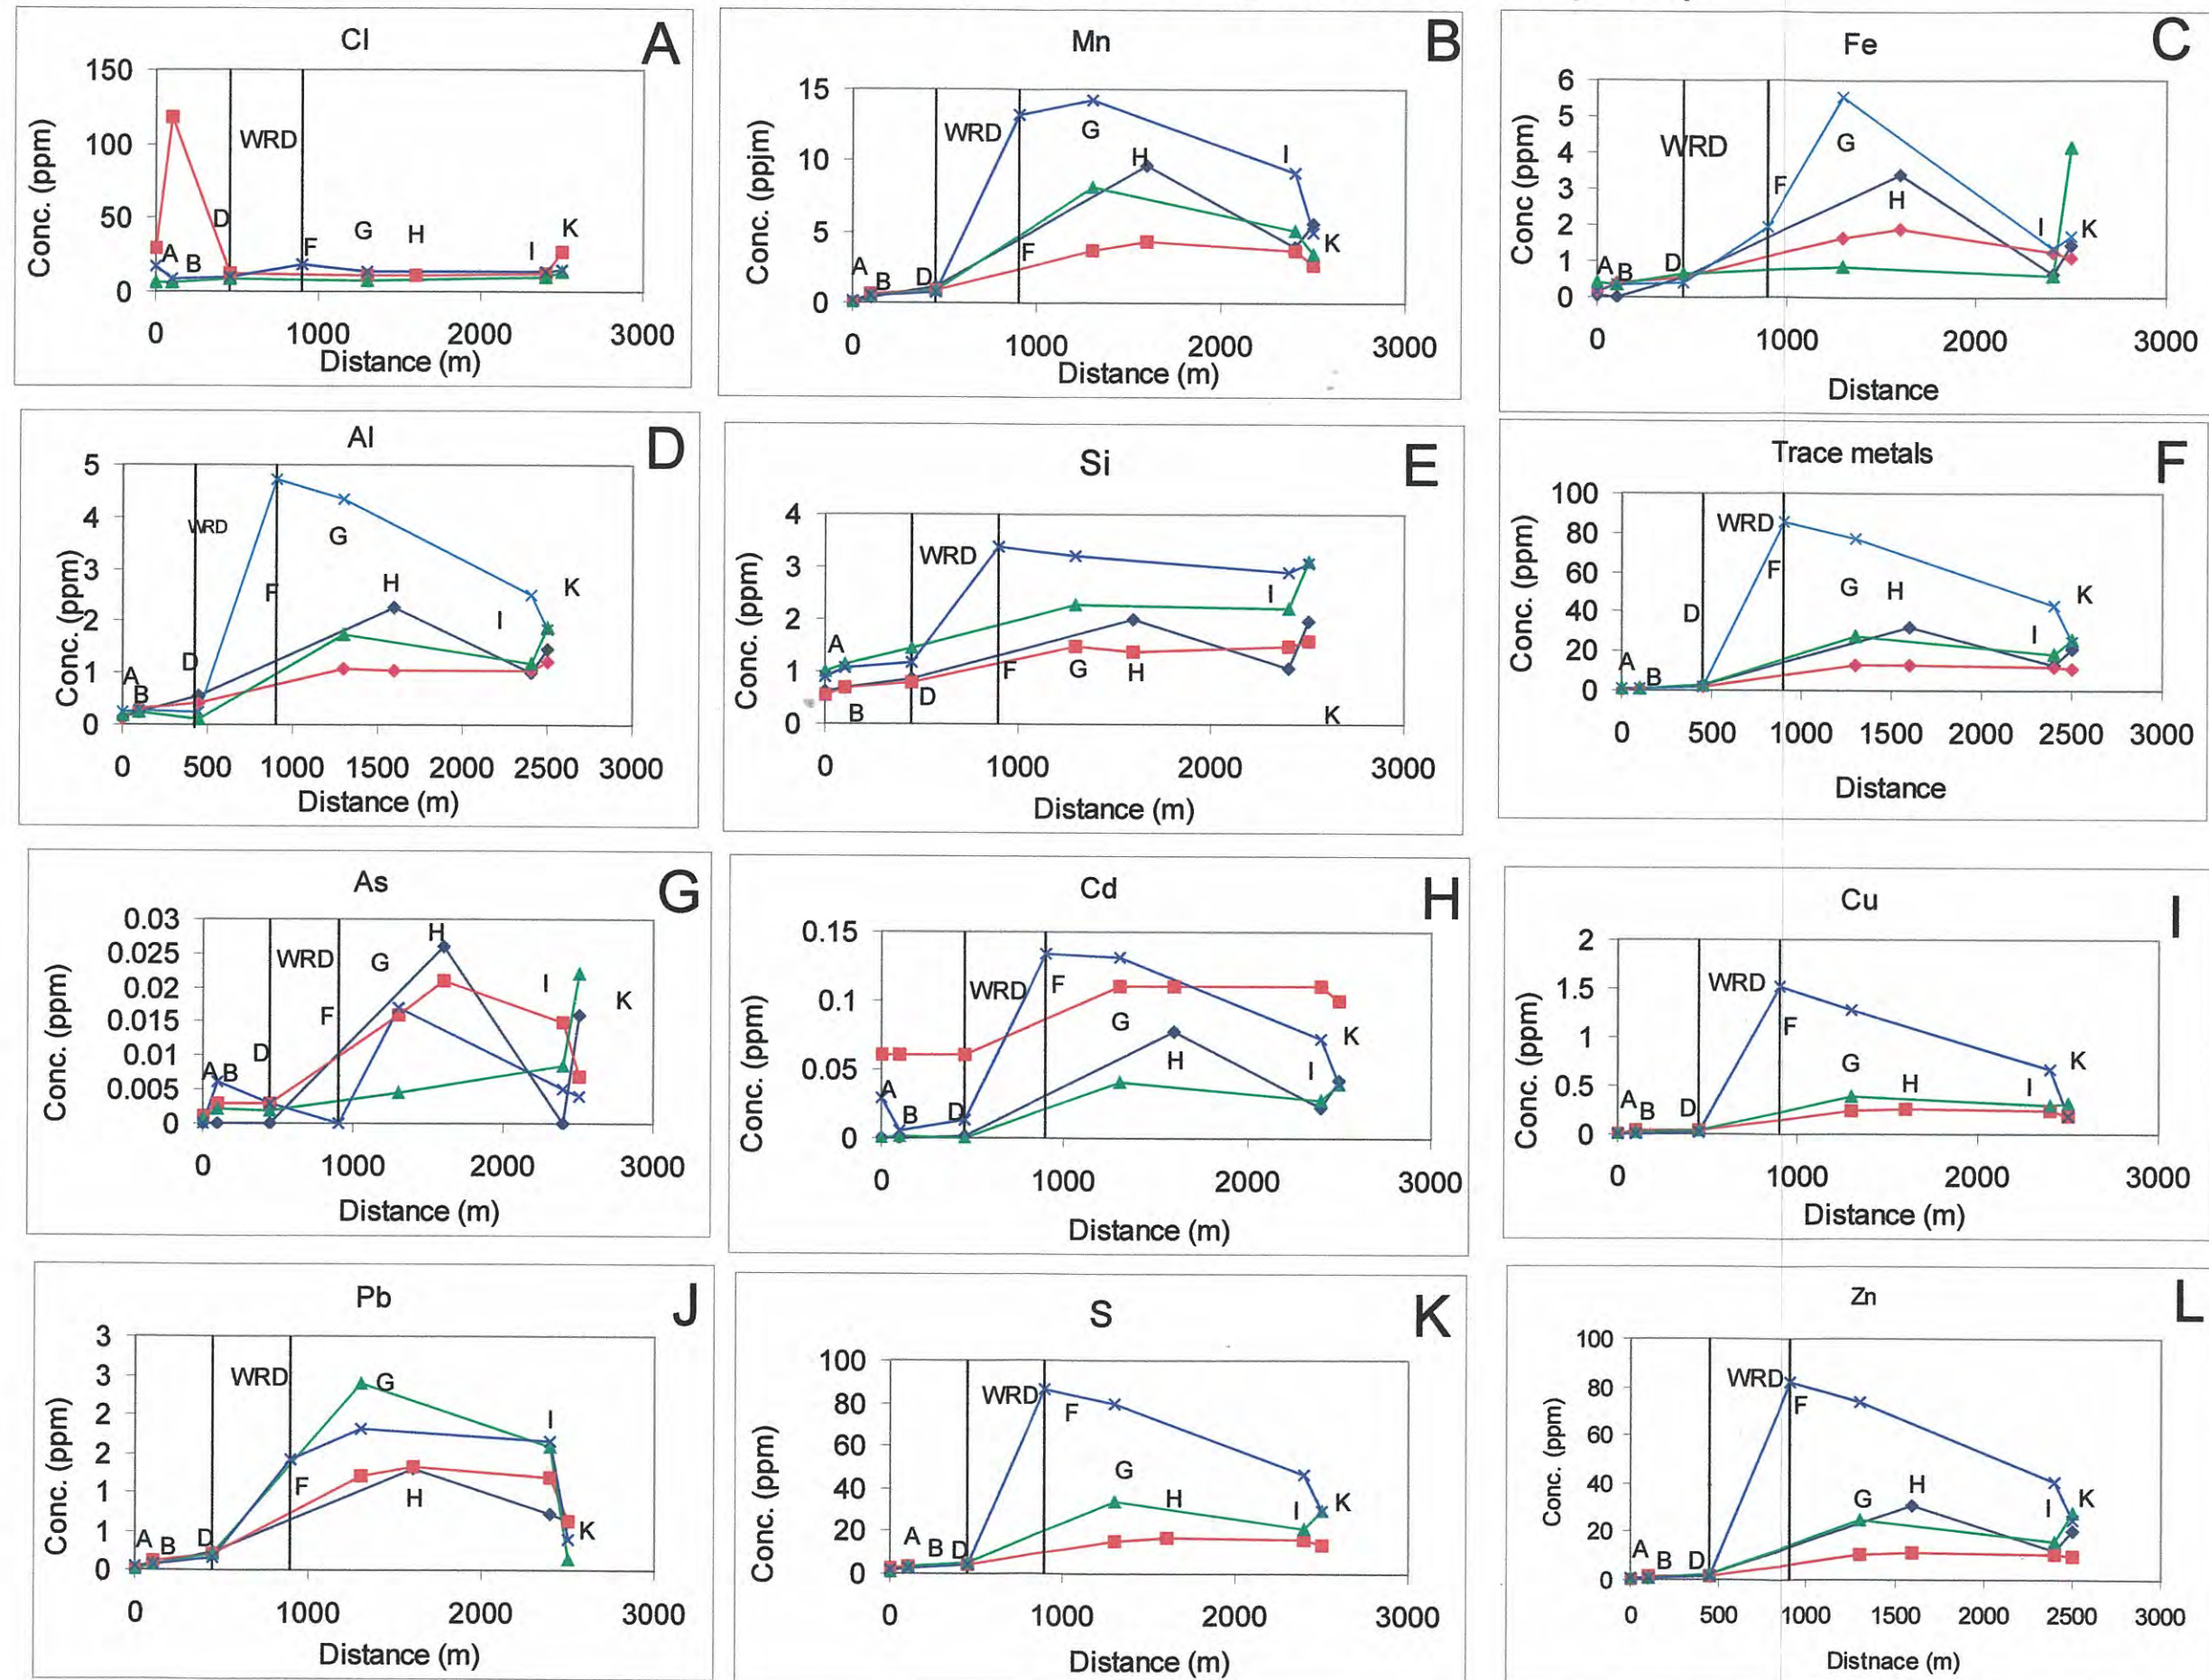 Cl A
150
100
50
0
Conc. (ppm)
WRD
A B D F G H I K
0 1000 2000 3000
Distance (m)
Mn B
15
10
5
0
Conc. (ppjm)
WRD
A B D F G H I K
0 1000 2000 3000
Distance (m)
Fe C
6
5
4
3
2
1
0
Conc (ppm)
WRD
A B D F G H I K
0 1000 2000 3000
Distance
Al D
5
4
3
2
1
0
Conc. (ppm)
WRD
A B D F G H I K
0 500 1000 1500 2000 2500 3000
Distance (m)
Si E
4
3
2
1
0
Conc. (ppm)
WRD
A B D F G H I K
0 1000 2000 3000
Distance (m)
Trace metals F
100
80
60
40
20
0
Conc. (ppm)
WRD
A B D F G H I K
0 500 1000 1500 2000 2500 3000
Distance
As G
0.03
0.025
0.02
0.015
0.01
0.005
0
Conc. (ppm)
WRD
A B D F G H I K
0 1000 2000 3000
Distance (m)
Cd H
0.15
0.1
0.05
0
Conc. (ppm)
WRD
A B D F G H I K
0 1000 2000 3000
Distance (m)
Cu I
2
1.5
1
0.5
0
Conc. (ppm)
WRD
A B D F G H I K
0 1000 2000 3000
Distance (m)
Pb J
3
3
2
2
1
1
0
Conc. (ppm)
WRD
A B D F G H I K
0 1000 2000 3000
Distance (m)
S K
100
80
60
40
20
0
Conc. (ppm)
WRD
A B D F G H I K
0 1000 2000 3000
Distance (m)
Zn L
100
80
60
40
20
0
Conc. (ppm)
WRD
A B D F G H I K
0 500 1000 1500 2000 2500 3000
Distnace (m)